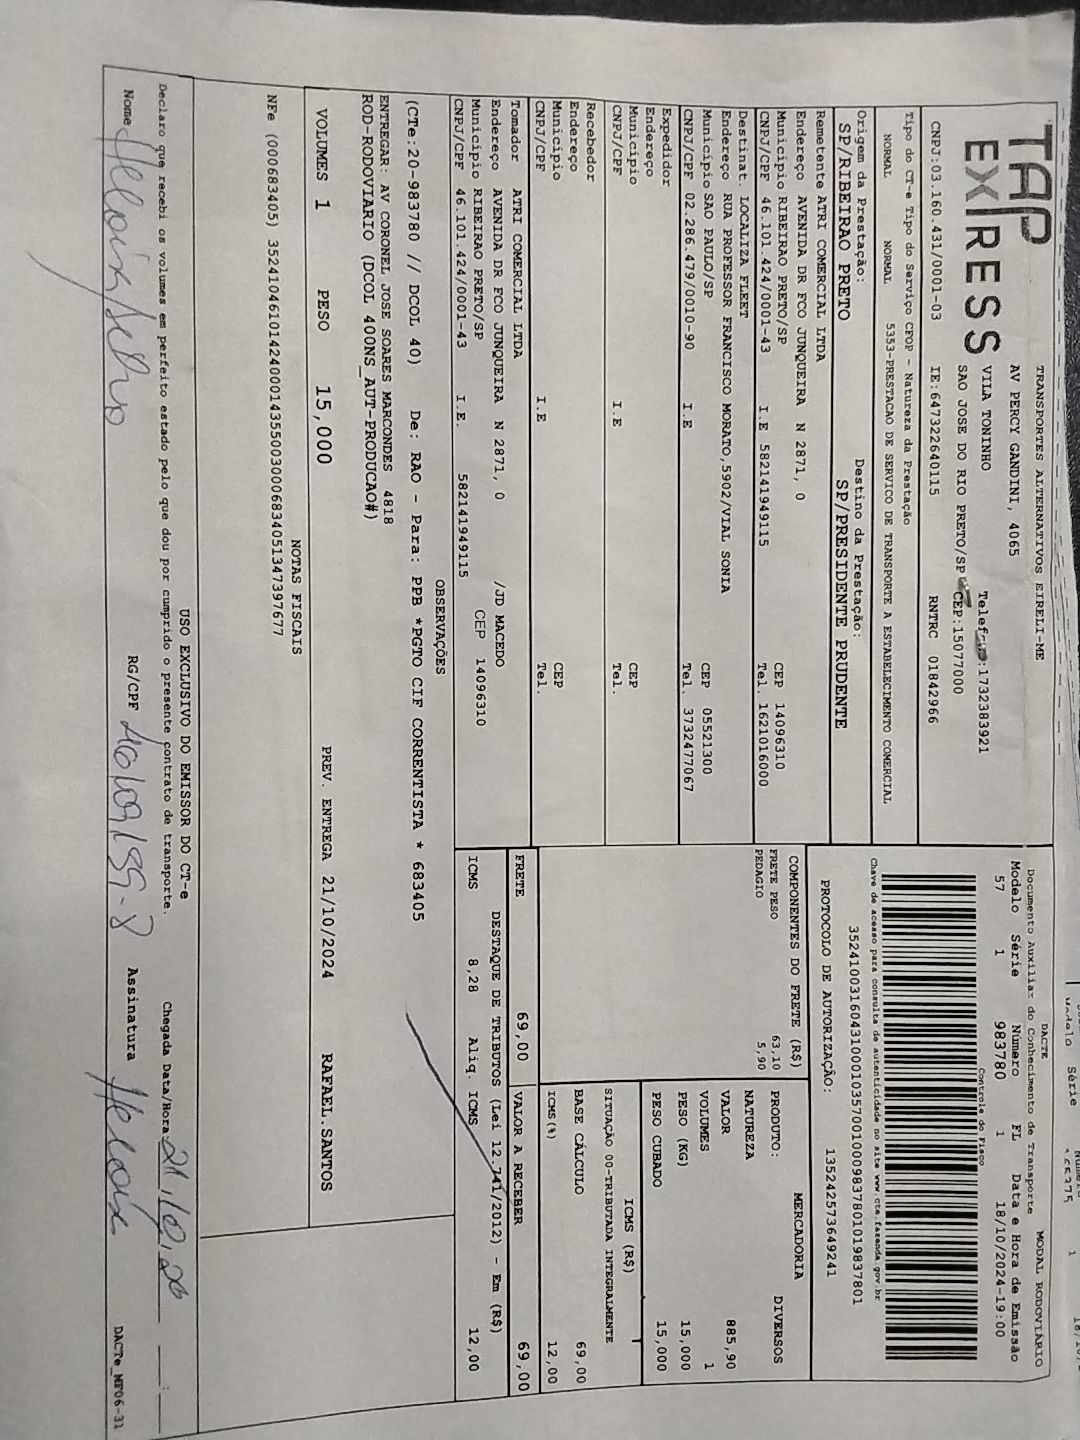 TAP EXPRESS
TRANSPORTES ALTERNATIVOS EIRELI-ME
AV PERCY GANDINI, 4065
VILA TONINHO
Telefone:1732383921
SAO JOSE DO RIO PRETO/SP CEP:15077000
CNPJ:03.160.431/0001-03 IE:647322640115 RNTRC 01842966
Tipo do CT-e Tipo do Serviço CFOP - Natureza da Prestação
NORMAL NORMAL 5353-PRESTACAO DE SERVICO DE TRANSPORTE A ESTABELECIMENTO COMERCIAL
Origem da Prestação: Destino da Prestação:
SP/RIBEIRAO PRETO SP/PRESIDENTE PRUDENTE
Remetente ATRI COMERCIAL LTDA
Endereço AVENIDA DR FCO JUNQUEIRA N 2871, 0
Município RIBEIRAO PRETO/SP CEP 14096310
CNPJ/CPF 46.101.424/0001-43 I.E 582141949115 Tel. 1621016000
Destinat. LOCALIZA FLEET
Endereço RUA PROFESSOR FRANCISCO MORATO,5902/VIAL SONIA
Município SAO PAULO/SP CEP 05521300
CNPJ/CPF 02.286.479/0010-90 I.E Tel. 3732477067
Expedidor
Endereço
Município CEP
CNPJ/CPF I.E Tel.
Recebedor
Endereço
Município CEP
CNPJ/CPF I.E Tel.
Tomador ATRI COMERCIAL LTDA
Endereço AVENIDA DR FCO JUNQUEIRA N 2871, 0 /JD MACEDO
Município RIBEIRAO PRETO/SP CEP 14096310
CNPJ/CPF 46.101.424/0001-43 I.E. 582141949115
DACTE MODAL RODOVIÁRIO
Documento Auxiliar do Conhecimento de Transporte
Modelo Série Número FL Data e Hora de Emissão
57 1 983780 1 18/10/2024-19:00
Controle do Fisco
Chave de acesso para consulta de autenticidade no site www.cte.fazenda.gov.br
35241003160431000103570010009837801019837801
PROTOCOLO DE AUTORIZAÇÃO: 135242573649241
COMPONENTES DO FRETE (R$)
FRETE PESO 63,10
PEDAGIO 5,90
MERCADORIA
PRODUTO: DIVERSOS
NATUREZA
VALOR 885,90
VOLUMES 1
PESO (KG) 15,000
PESO CUBADO 15,000
ICMS (R$)
SITUAÇÃO 00-TRIBUTADA INTEGRALMENTE
BASE CÁLCULO 69,00
ICMS(%) 12,00
FRETE 69,00 VALOR A RECEBER 69,00
DESTAQUE DE TRIBUTOS (Lei 12.741/2012) - Em (R$)
ICMS 8,28 Aliq. ICMS 12,00
OBSERVAÇÕES
(CTe:20-983780 // DCOL 40) De: RAO - Para: PPB *PGTO CIF CORRENTISTA * 683405
ENTREGAR: AV CORONEL JOSE SOARES MARCONDES 4818
ROD-RODOVIARIO (DCOL 40ONS_AUT-PRODUCAO#)
VOLUMES 1 PESO 15,000 PREV. ENTREGA 21/10/2024 RAFAEL.SANTOS
NOTAS FISCAIS
NFe (000683405) 35241046101424000143550030006834051347397677
USO EXCLUSIVO DO EMISSOR DO CT-e
Declaro que recebi os volumes em perfeito estado pelo que dou por cumprido o presente contrato de transporte. Chegada Data/Hora
Nome RG/CPF Assinatura
DACTe_MT06-31
Modelo Série